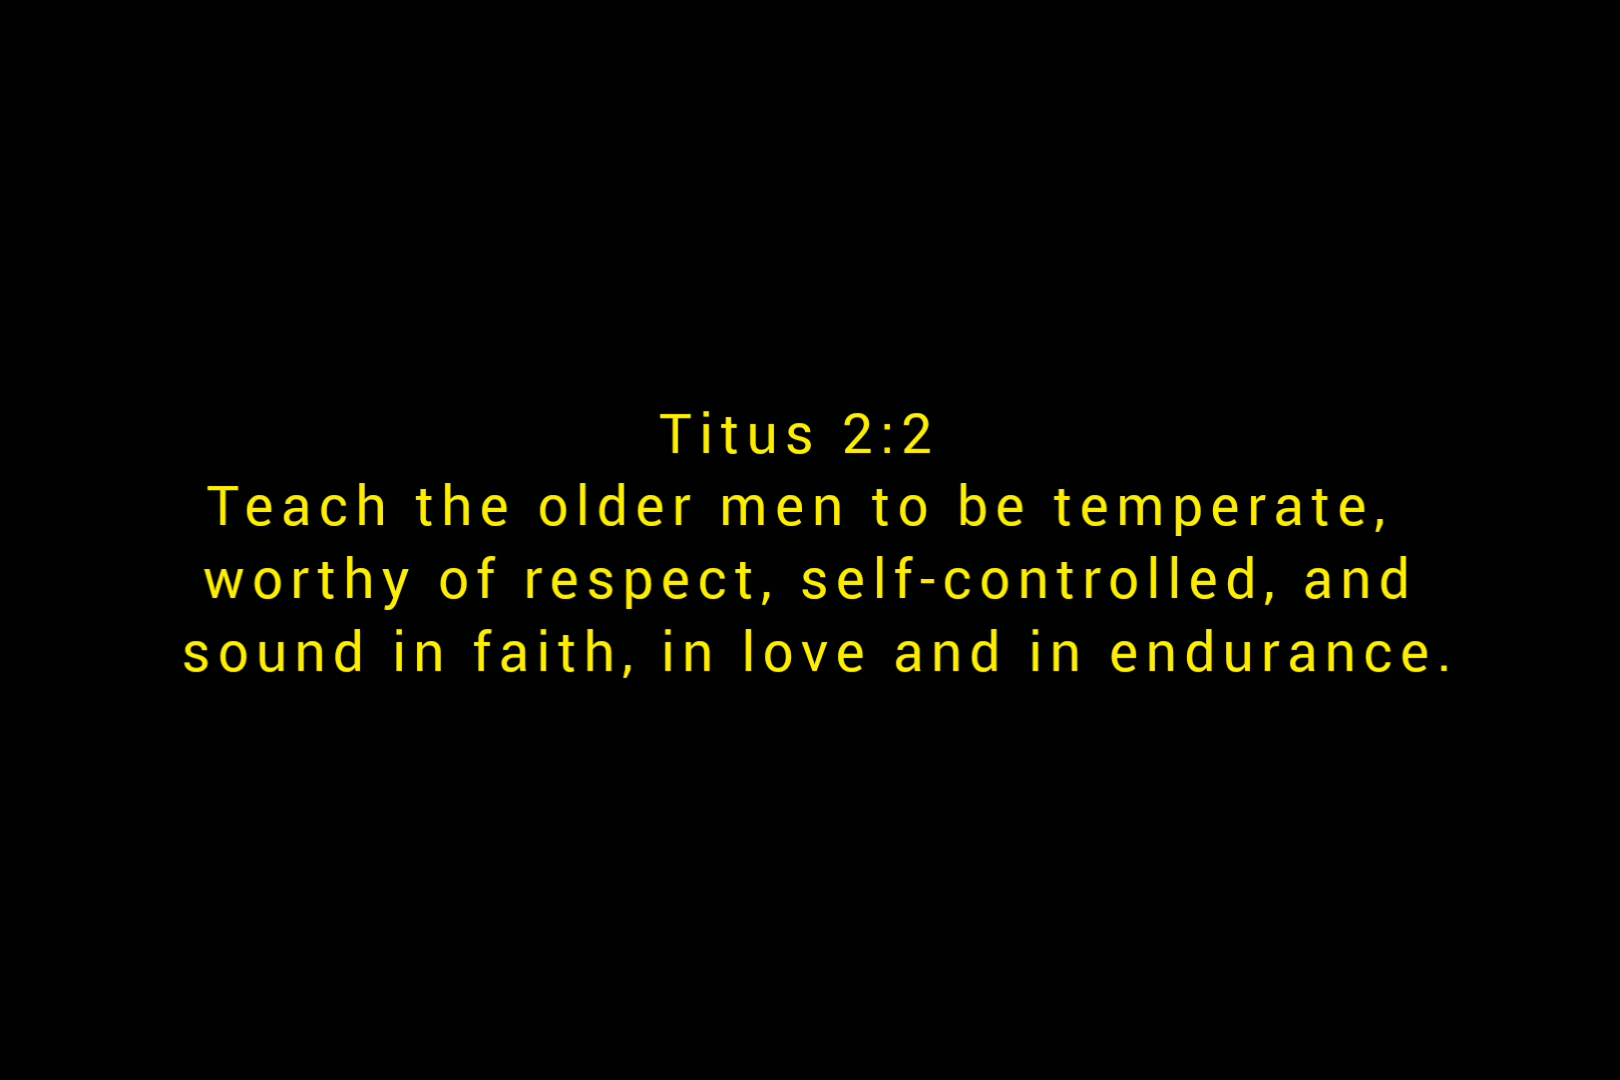 Titus 2:2
Teach the older men to be temperate,
worthy of respect, self-controlled, and
sound in faith, in love and in endurance.